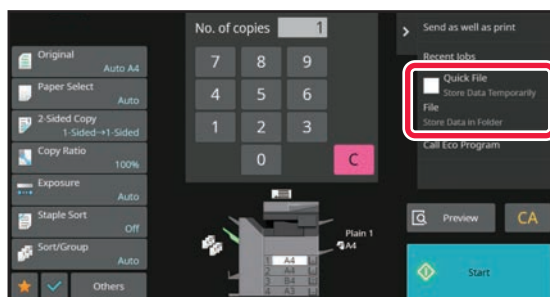 No. of copies 1
Send as well as print
Recent Jobs
Original
Auto A4
Paper Select
Auto
2-Sided Copy
1-Sided→1-Sided
Copy Ratio
100%
Exposure
Auto
Staple Sort
Off
Sort/Group
Auto
Others
7 8 9
4 5 6
1 2 3
0 C
Plain 1
A4
1 A4
2 A4
3 B4
4 A3
Quick File
Store Data Temporarily
File
Store Data in Folder
Call Eco Program
Preview CA
Start